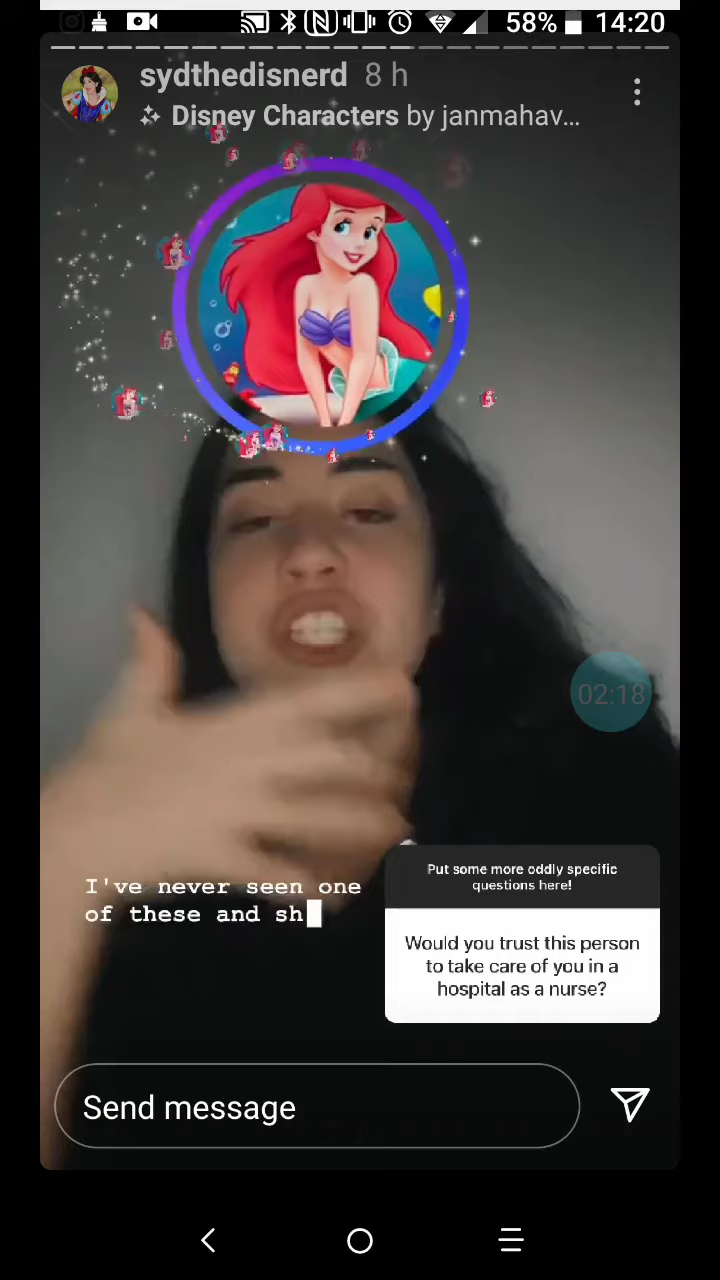 58% 14:20
sydthedisnerd 8 h
Disney Characters by janmahav...
02:18
I've never seen one
of these and sh
Put some more oddly specific
questions here!
Would you trust this person
to take care of you in a
hospital as a nurse?
Send message